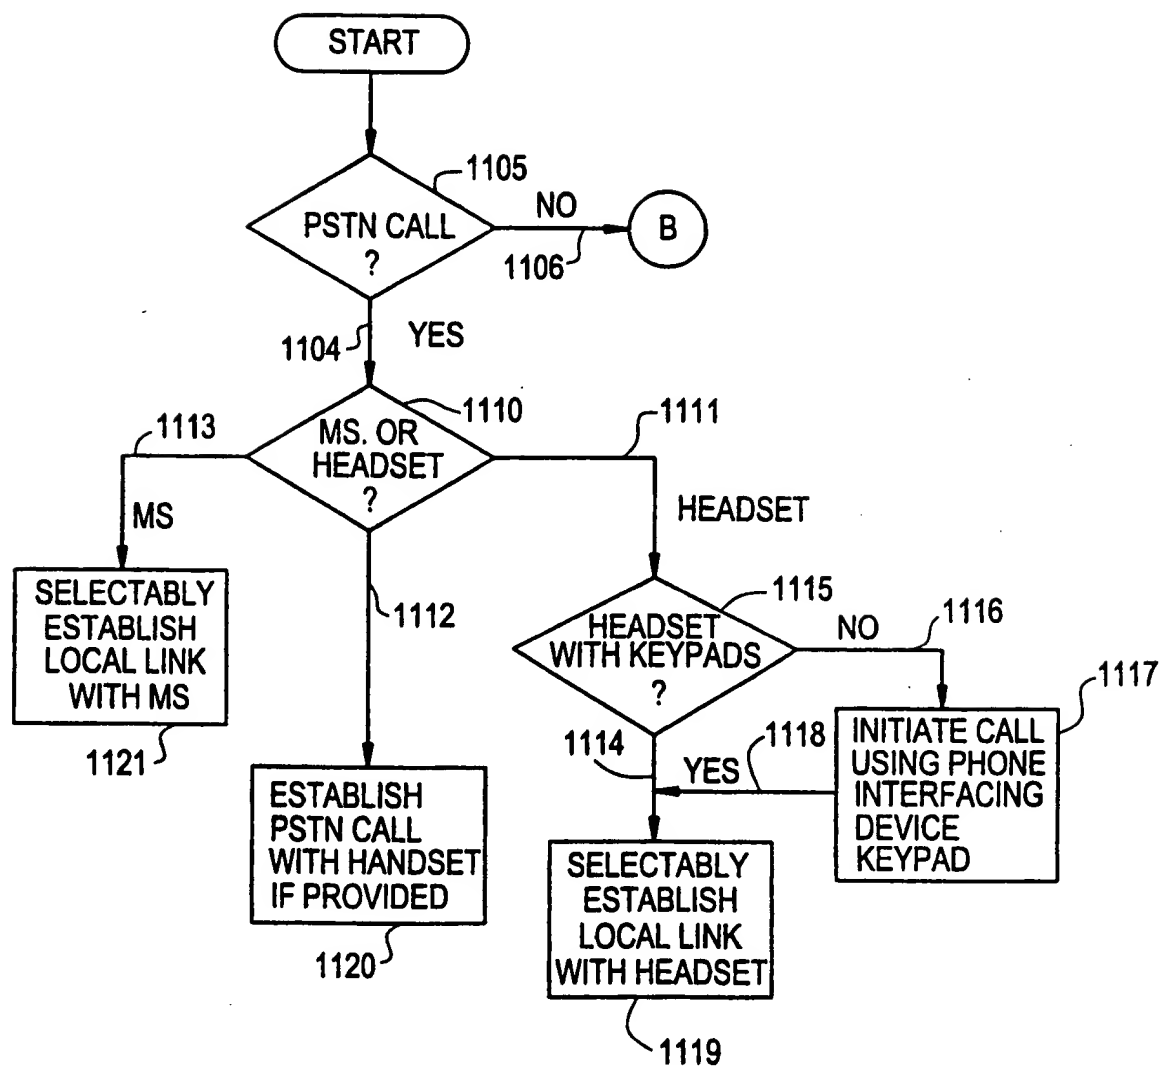 START
1105
PSTN CALL
?
NO
1106
B
1104
YES
1110
MS. OR
HEADSET
?
1113
MS
1111
HEADSET
1112
SELECTABLY
ESTABLISH
LOCAL LINK
WITH MS
1121
1115
HEADSET
WITH KEYPADS
?
NO
1116
1117
INITIATE CALL
USING PHONE
INTERFACING
DEVICE
KEYPAD
1114
YES
1118
ESTABLISH
PSTN CALL
WITH HANDSET
IF PROVIDED
1120
SELECTABLY
ESTABLISH
LOCAL LINK
WITH HEADSET
1119